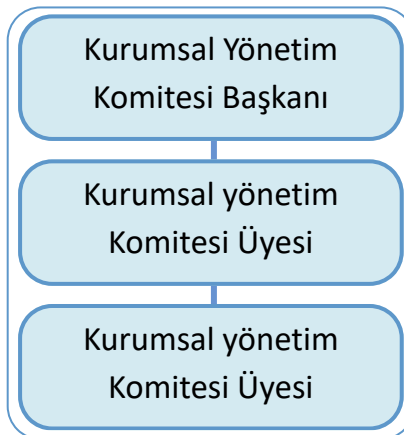 Kurumsal Yönetim
Komitesi Başkanı
Kurumsal yönetim
Komitesi Üyesi
Kurumsal yönetim
Komitesi Üyesi